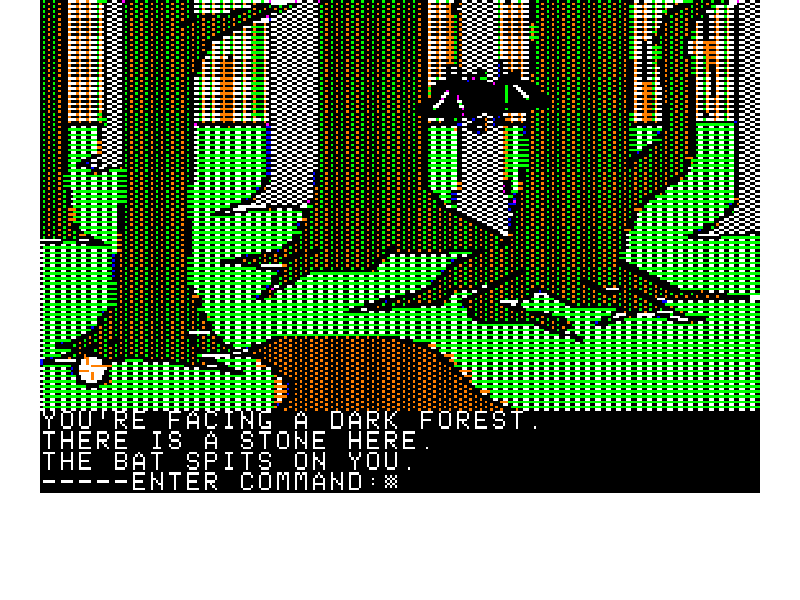 YOU'RE FACING A DARK FOREST.
THERE IS A STONE HERE.
THE BAT SPITS ON YOU.
-----ENTER COMMAND: